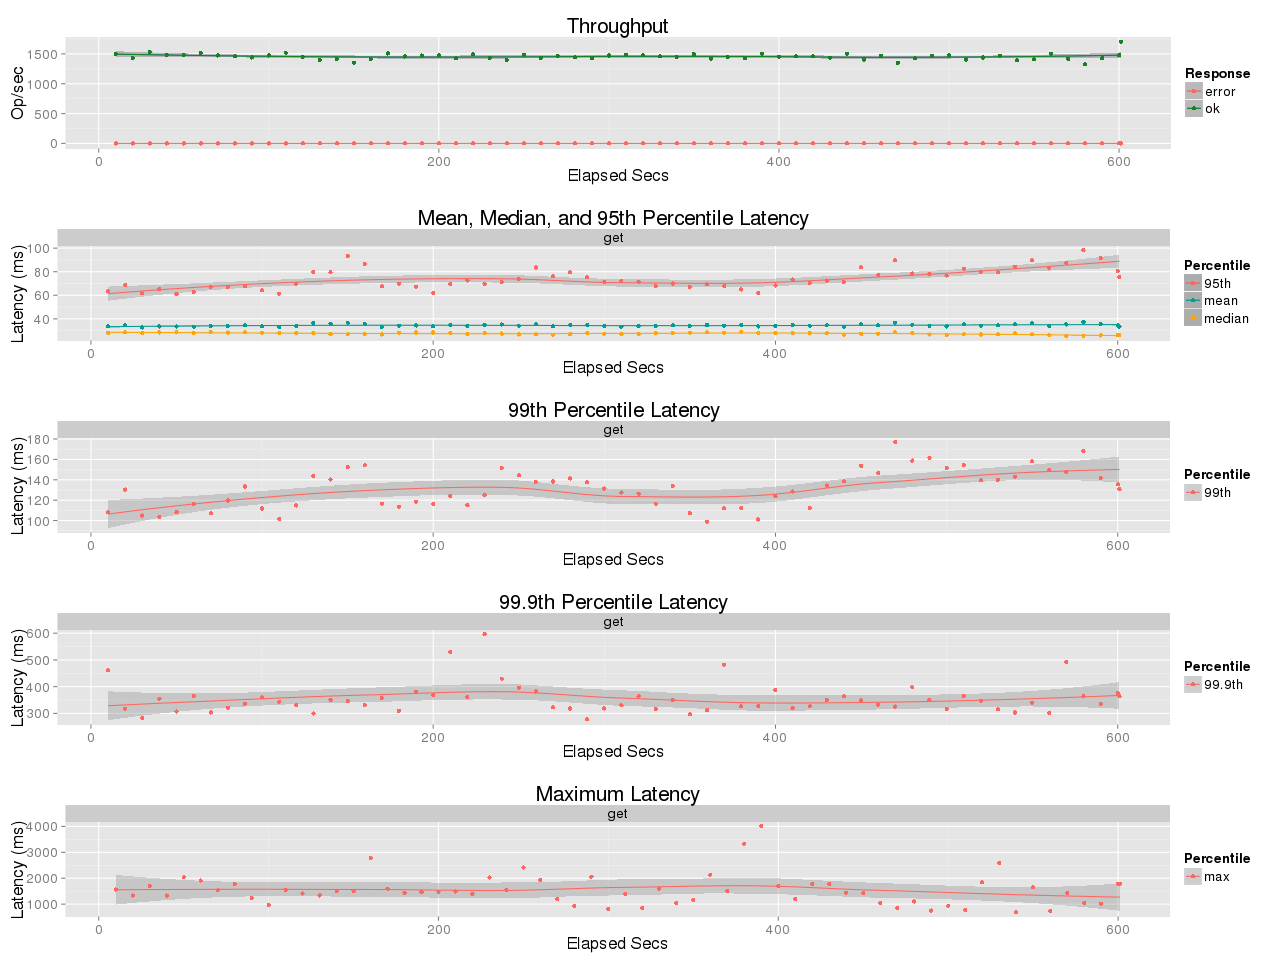 Throughput
Op/sec
1500
1000
500
0
0
200
400
600
Elapsed Secs
Response
error
ok
Mean, Median, and 95th Percentile Latency
get
Latency (ms)
100
80
60
40
0
200
400
600
Elapsed Secs
Percentile
95th
mean
median
99th Percentile Latency
get
Latency (ms)
180
160
140
120
100
0
200
400
600
Elapsed Secs
Percentile
99th
99.9th Percentile Latency
get
Latency (ms)
600
500
400
300
0
200
400
600
Elapsed Secs
Percentile
99.9th
Maximum Latency
get
Latency (ms)
4000
3000
2000
1000
0
200
400
600
Elapsed Secs
Percentile
max